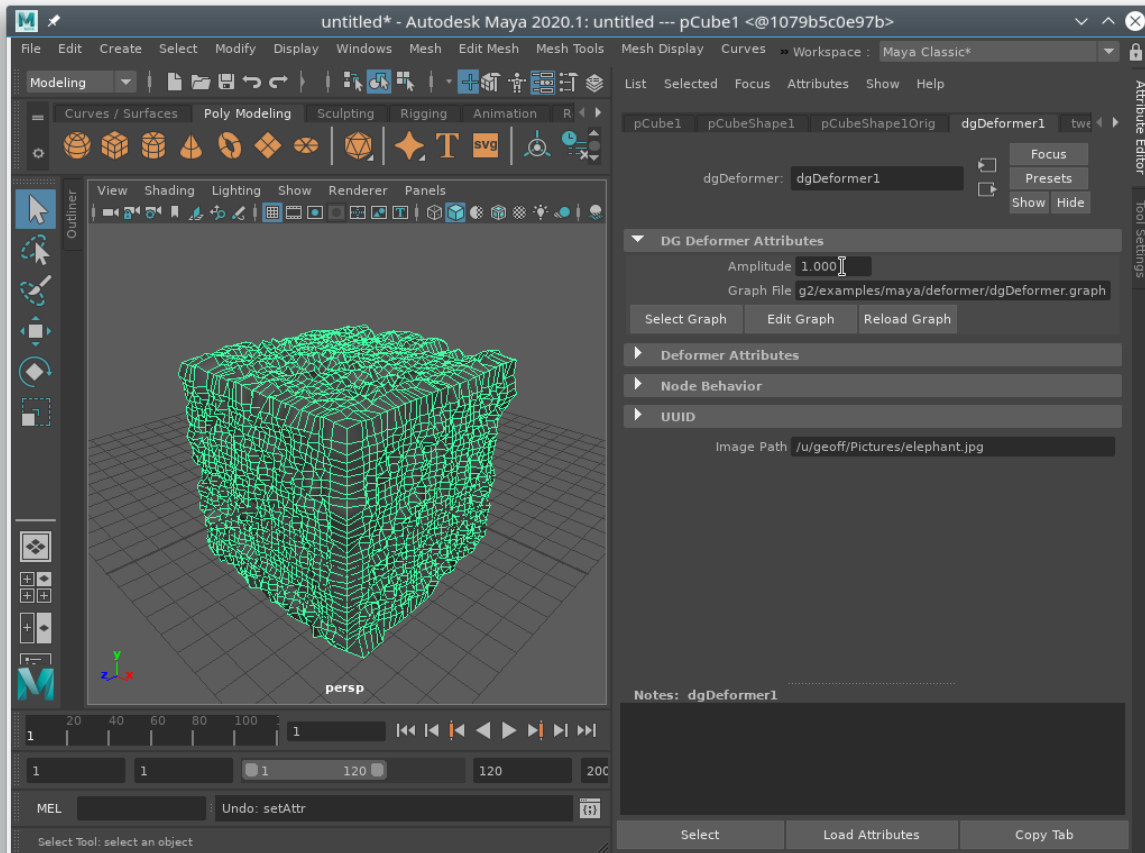 untitled* - Autodesk Maya 2020.1: untitled --- pCube1 <@1079b5c0e97b>
File Edit Create Select Modify Display Windows Mesh Edit Mesh Mesh Tools Mesh Display Curves » Workspace : Maya Classic*
Modeling
Curves / Surfaces Poly Modeling Sculpting Rigging Animation R
T svg
View Shading Lighting Show Renderer Panels
Outliner
y
z x
persp
List Selected Focus Attributes Show Help
pCube1 pCubeShape1 pCubeShape1Orig dgDeformer1 twe
dgDeformer: dgDeformer1
Focus
Presets
Show Hide
DG Deformer Attributes
Amplitude 1.000
Graph File g2/examples/maya/deformer/dgDeformer.graph
Select Graph Edit Graph Reload Graph
Deformer Attributes
Node Behavior
UUID
Image Path /u/geoff/Pictures/elephant.jpg
Notes: dgDeformer1
Select Load Attributes Copy Tab
Attribute Editor
Tool Settings
1 20 40 60 80 100 1
1 1 1 120 120 200
MEL Undo: setAttr
Select Tool: select an object